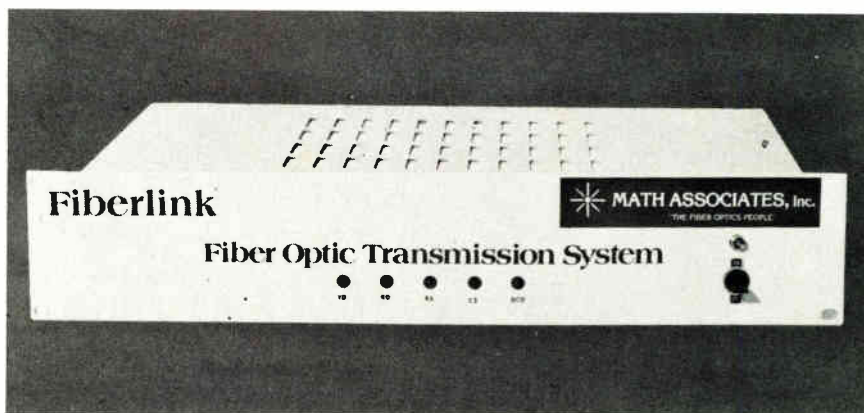 Fiberlink
MATH ASSOCIATES, Inc.
"THE FIBER OPTICS PEOPLE"
Fiber Optic Transmission System